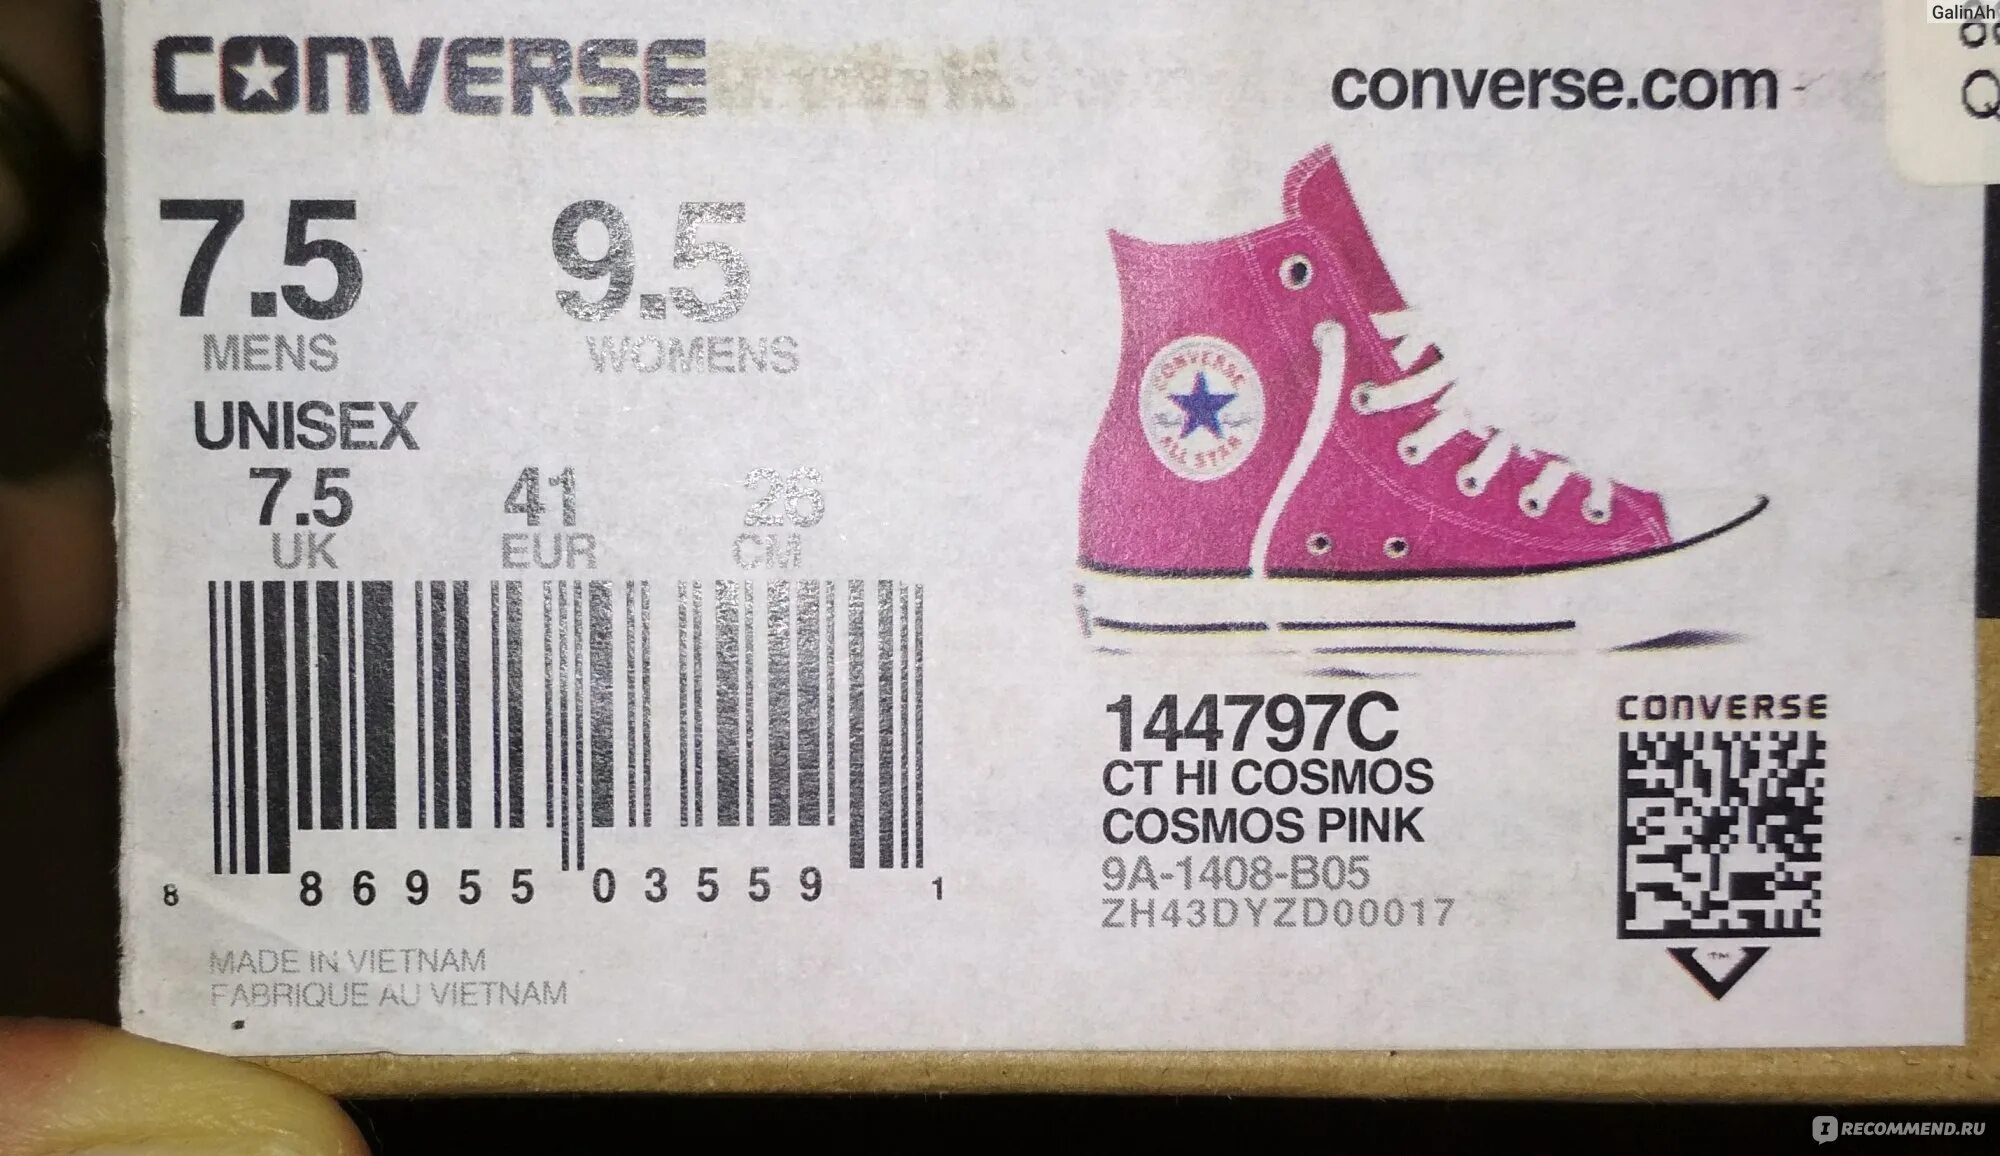 GalinAh
CONVERSE
converse.com
7.5 9.5
MENS WOMENS
UNISEX
7.5 41 26
UK EUR CM
CONVERSE
ALL STAR
8 86955 03559 1
MADE IN VIETNAM
FABRIQUE AU VIETNAM
144797C
CT HI COSMOS
COSMOS PINK
9A-1408-B05
ZH43DYZD00017
CONVERSE
TM
RECOMMEND.RU